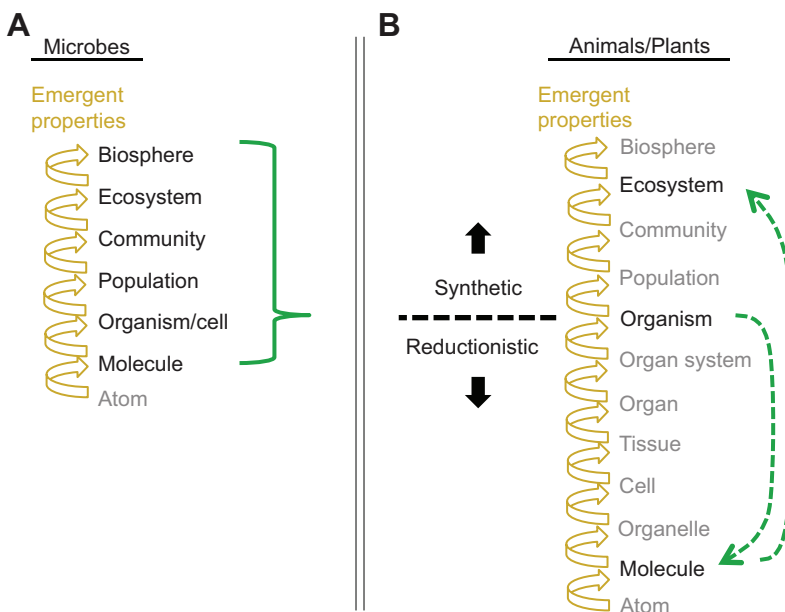 A
Microbes
Emergent
properties
Biosphere
Ecosystem
Community
Population
Organism/cell
Molecule
Atom
B
Animals/Plants
Emergent
properties
Biosphere
Ecosystem
Community
Population
Synthetic
Organism
Reductionistic
Organ system
Organ
Tissue
Cell
Organelle
Molecule
Atom